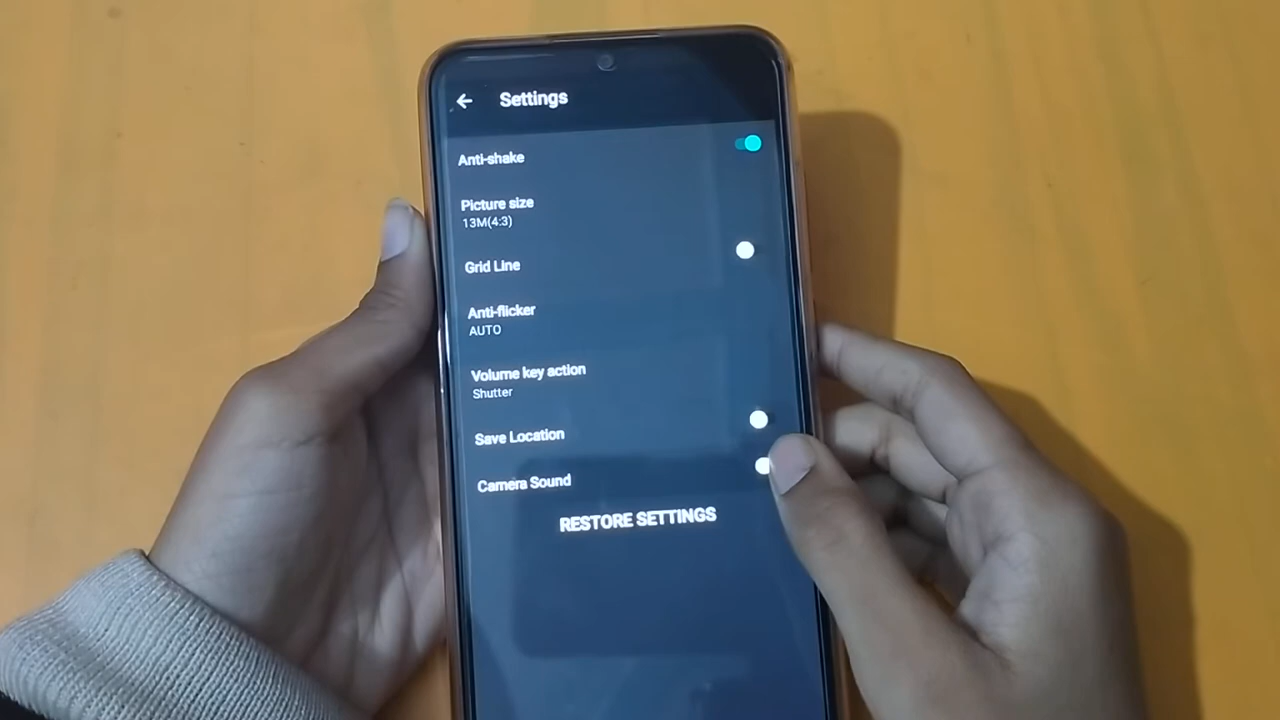 Settings
Anti-shake
Picture size
13M(4:3)
Grid Line
Anti-flicker
AUTO
Volume key action
Shutter
Save Location
Camera Sound
RESTORE SETTINGS